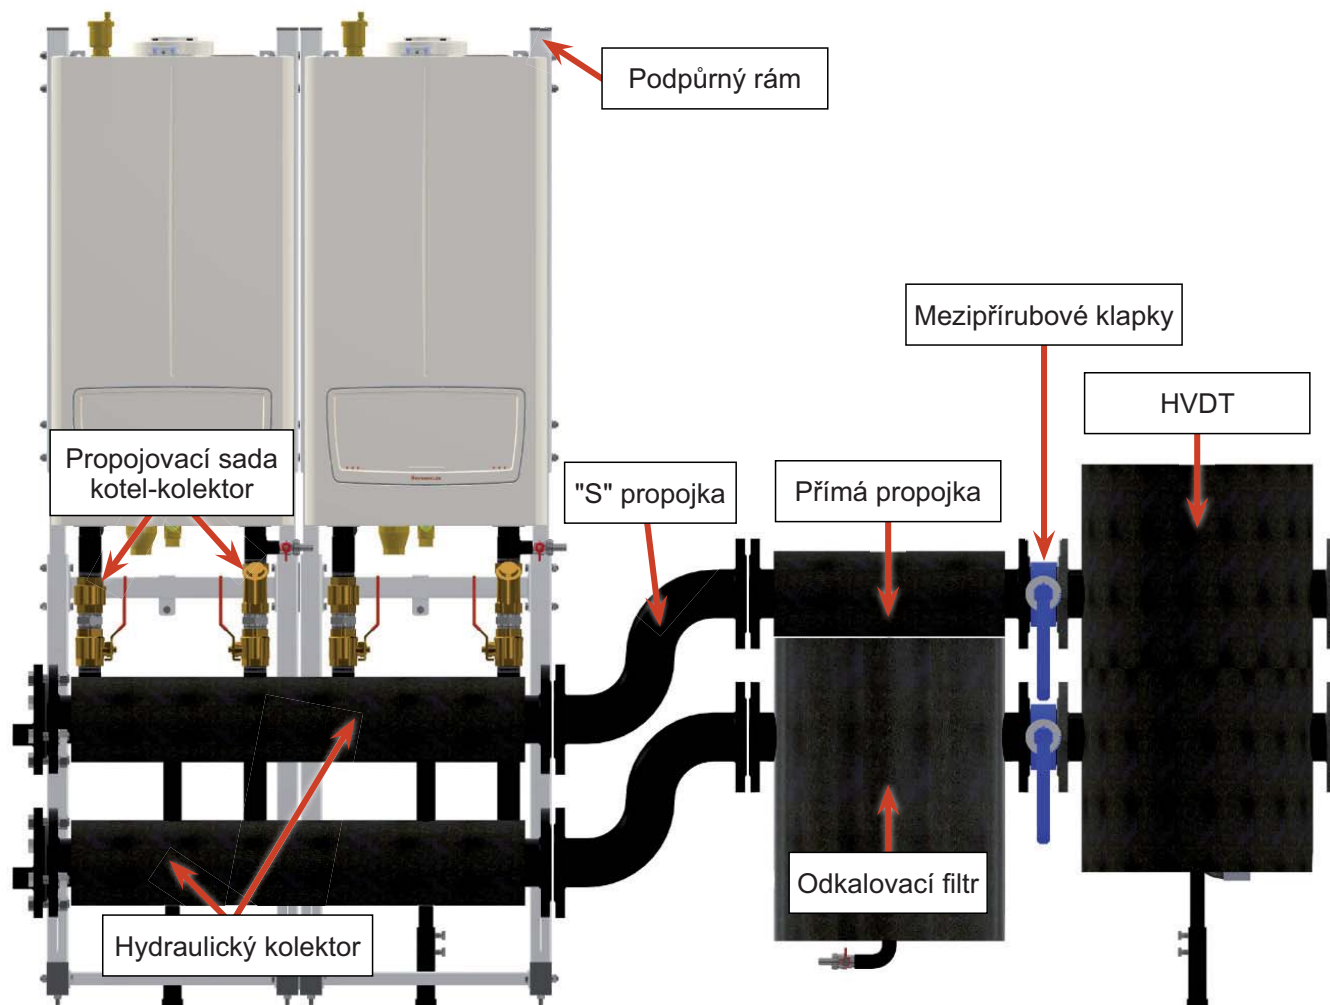 Podpůrný rám
Mezipřírubové klapky
HVDT
Propojovací sada
kotel-kolektor
"S" propojka
Přímá propojka
Odkalovací filtr
Hydraulický kolektor